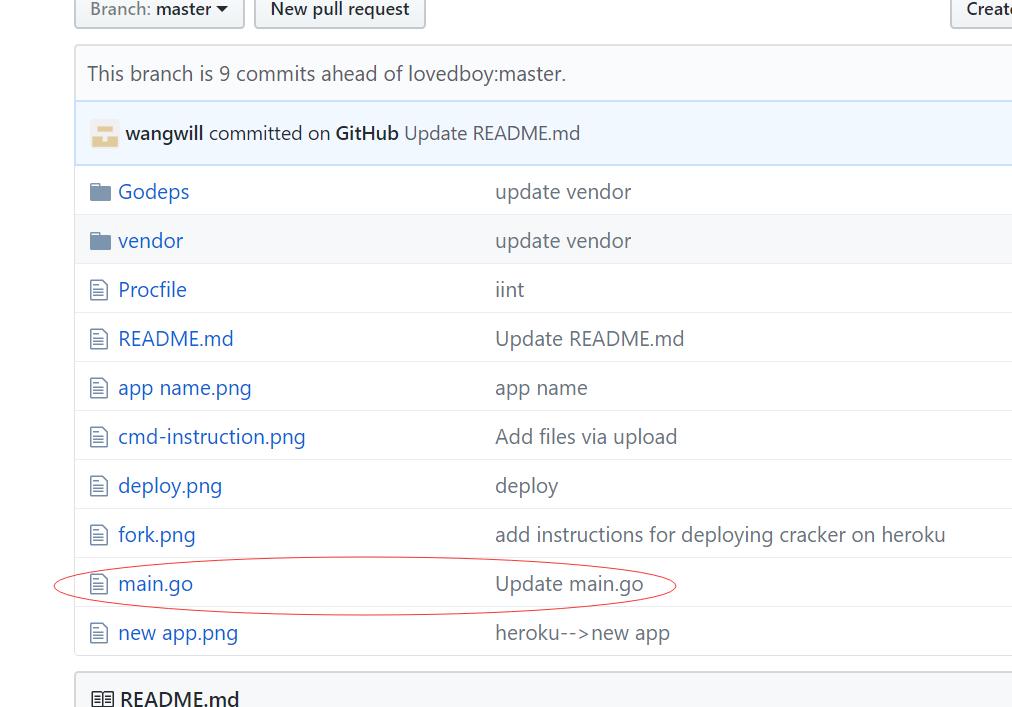 Branch: master New pull request Create
This branch is 9 commits ahead of lovedboy:master.
wangwill committed on GitHub Update README.md
Godeps update vendor
vendor update vendor
Procfile iint
README.md Update README.md
app name.png app name
cmd-instruction.png Add files via upload
deploy.png deploy
fork.png add instructions for deploying cracker on heroku
main.go Update main.go
new app.png heroku-->new app
README.md